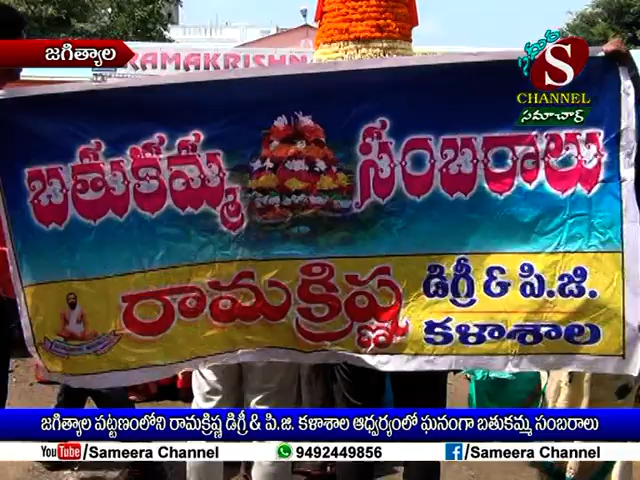 జగిత్యాల
RAMAKRISHN
S
CHANNEL
సమాచార్
బతుకమ్మ సంబరాలు
రామక్రిష్ణ డిగ్రీ & పి.జి.
కళాశాల
జగిత్యాల పట్టణంలోని రామక్రిష్ణ డిగ్రీ & పి.జి. కళాశాల ఆధ్వర్యంలో ఘనంగా బతుకమ్మ సంబరాలు
YouTube /Sameera Channel 9492449856 f /Sameera Channel